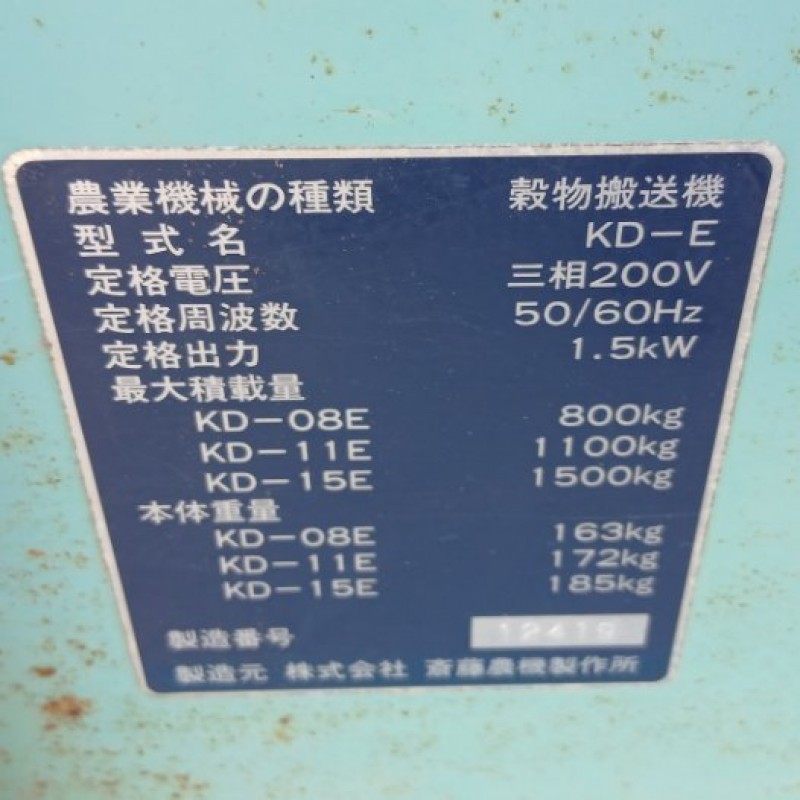 農業機械の種類 穀物搬送機
型式名 KD-E
定格電圧 三相200V
定格周波数 50/60Hz
定格出力 1.5kW
最大積載量
KD-08E 800kg
KD-11E 1100kg
KD-15E 1500kg
本体重量
KD-08E 163kg
KD-11E 172kg
KD-15E 185kg
製造番号
製造元 株式会社 斎藤農機製作所